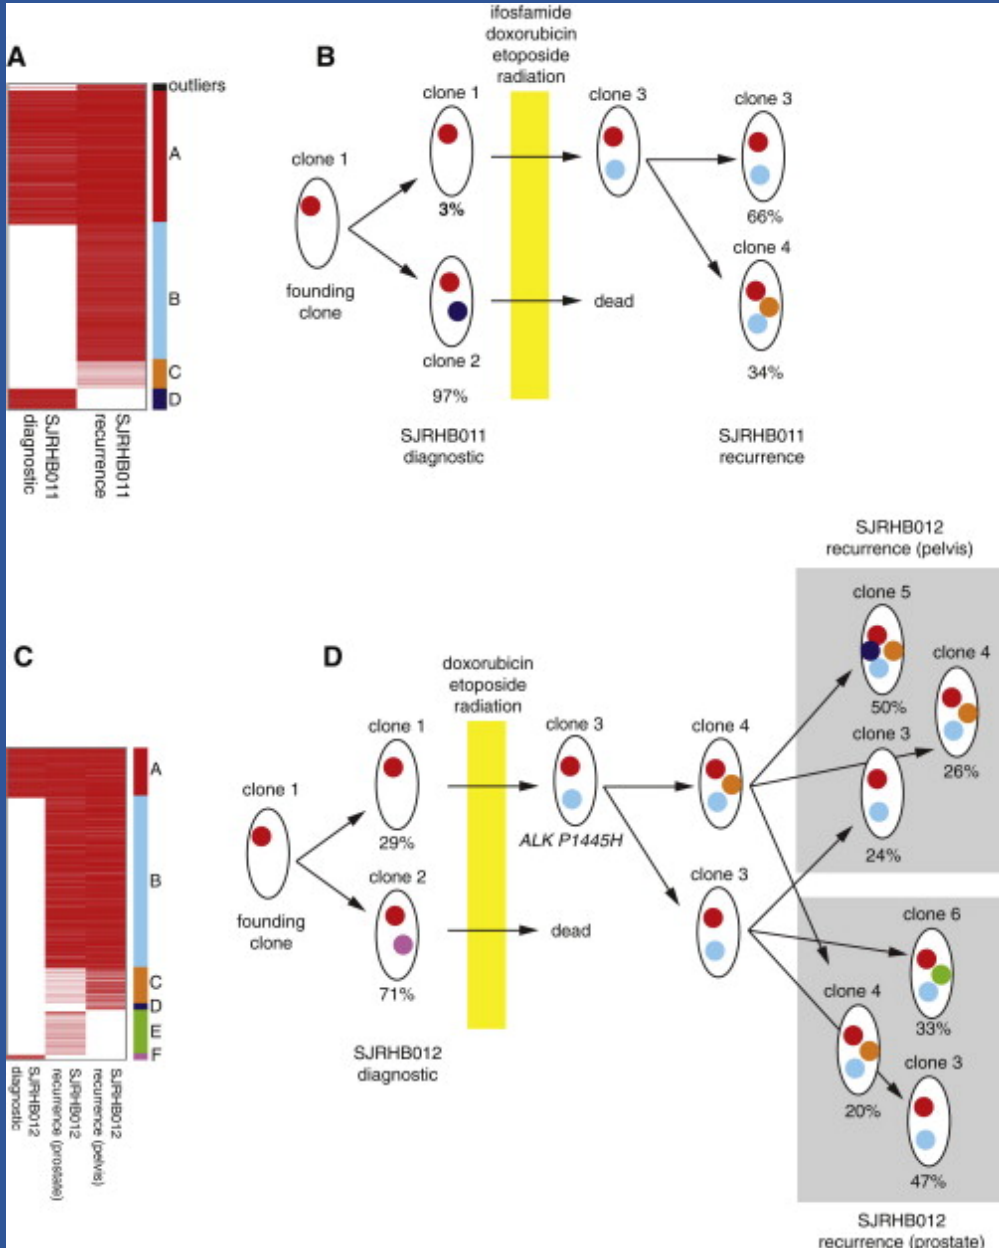 A
outliers
A
B
C
D
SJRHB011
diagnostic
SJRHB011
recurrence
B
ifosfamide
doxorubicin
etoposide
radiation
clone 1
founding
clone
clone 1
3%
clone 2
97%
SJRHB011
diagnostic
clone 3
dead
clone 3
66%
clone 4
34%
SJRHB011
recurrence
C
A
B
C
D
E
F
SJRHB012
diagnostic
SJRHB012
recurrence (prostate)
SJRHB012
recurrence (pelvis)
D
doxorubicin
etoposide
radiation
clone 1
founding
clone
clone 1
29%
clone 2
71%
SJRHB012
diagnostic
clone 3
ALK P1445H
dead
clone 4
clone 3
SJRHB012
recurrence (pelvis)
clone 5
50%
clone 4
26%
clone 3
24%
clone 6
33%
clone 4
20%
clone 3
47%
SJRHB012
recurrence (prostate)